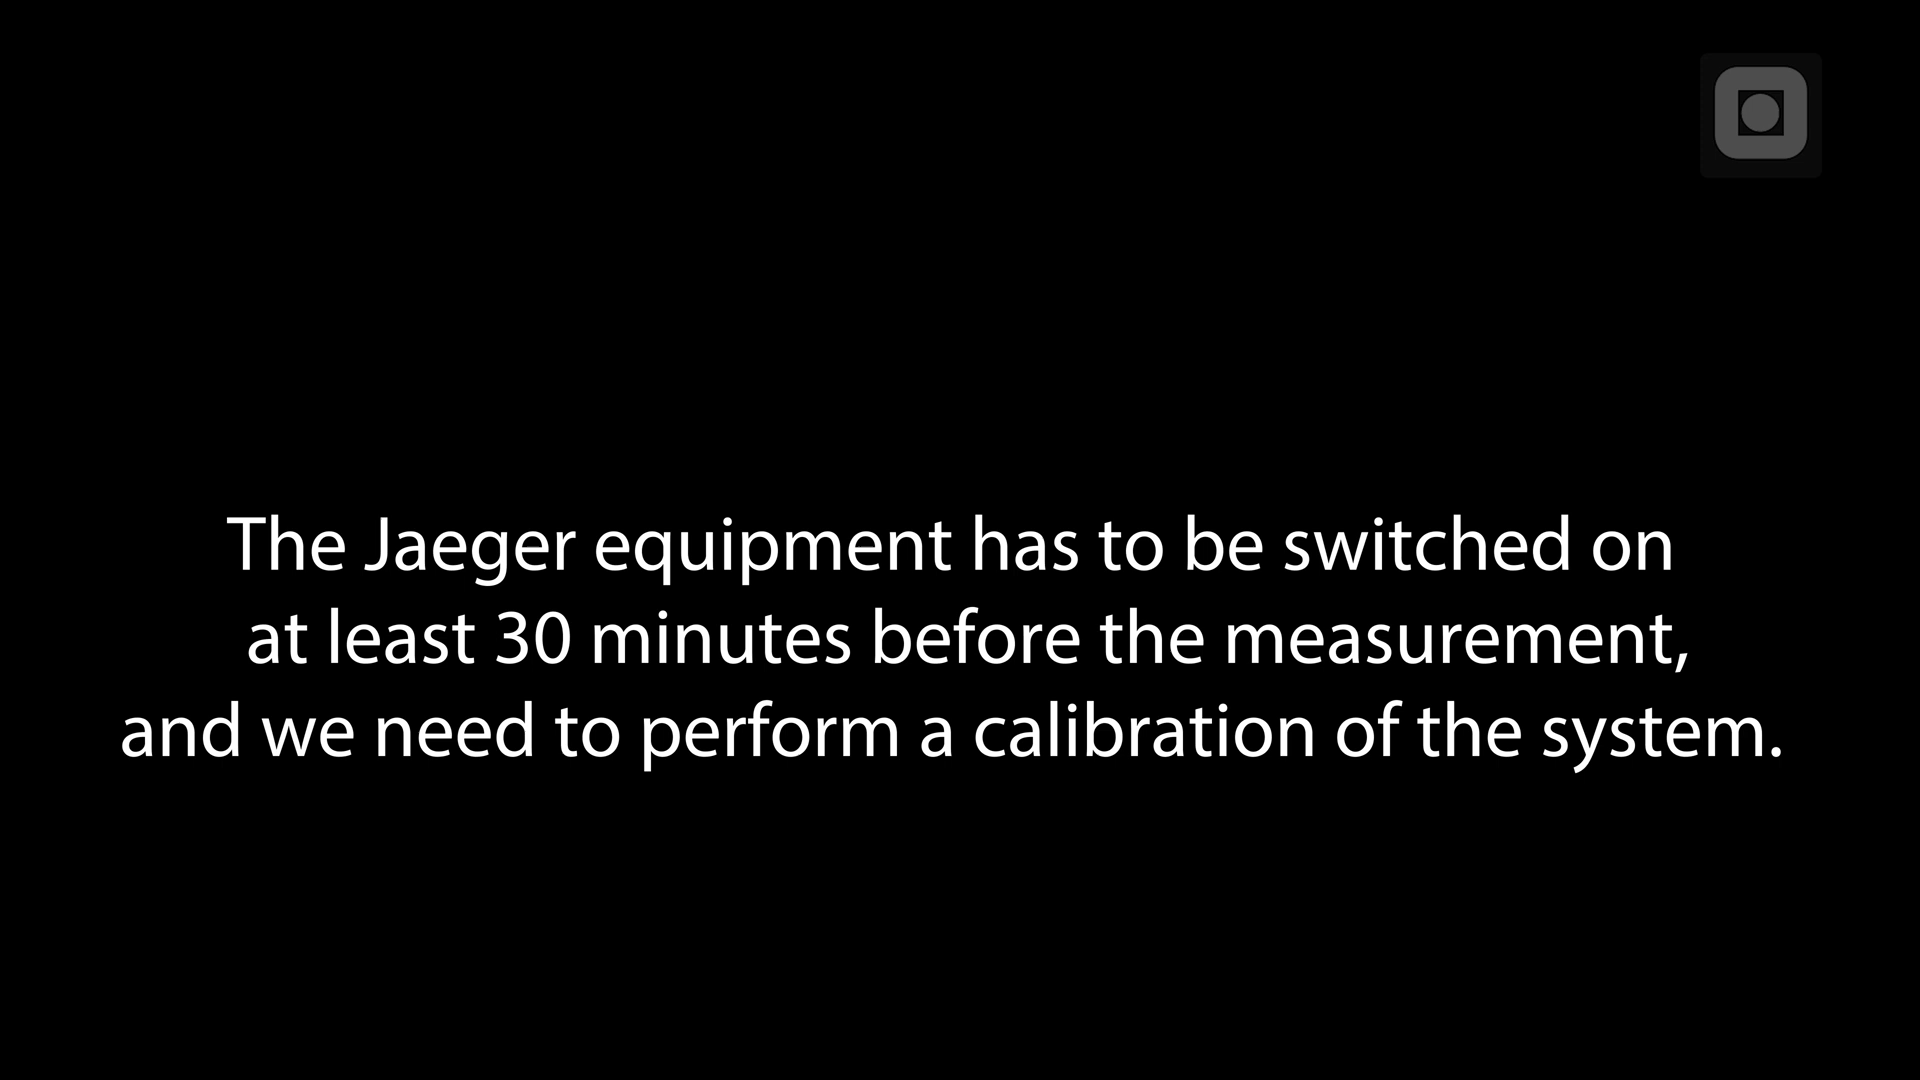 The Jaeger equipment has to be switched on
at least 30 minutes before the measurement,
and we need to perform a calibration of the system.